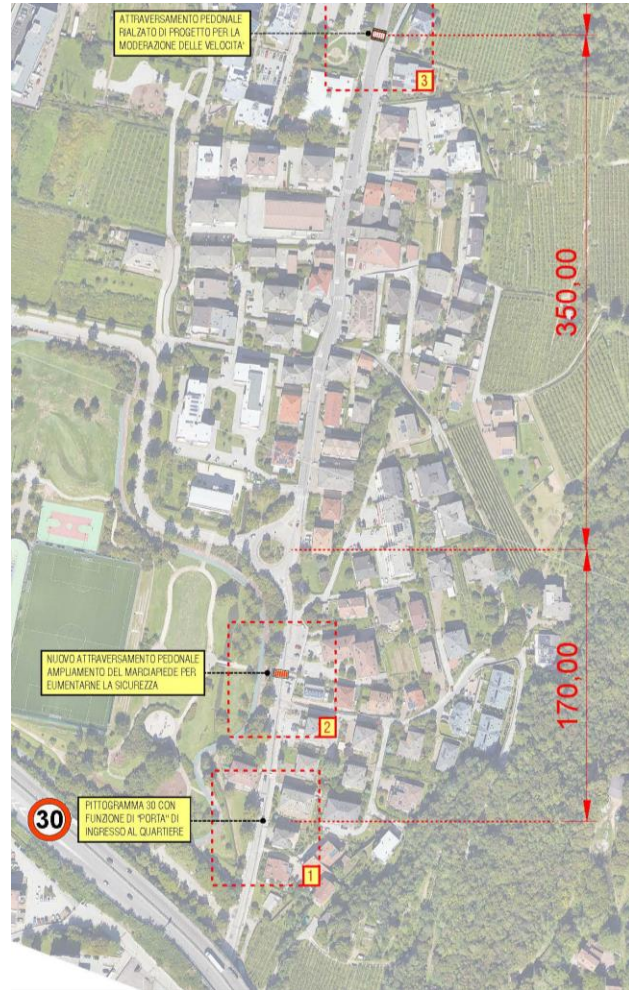 ATTRAVERSAMENTO PEDONALE
RIALZATO DI PROGETTO PER LA
MODERAZIONE DELLE VELOCITA'
3
350,00
NUOVO ATTRAVERSAMENTO PEDONALE
AMPLIAMENTO DEL MARCIAPIEDE PER
EUMENTARNE LA SICUREZZA
2
170,00
30
PITTOGRAMMA 30 CON
FUNZIONE DI "PORTA" DI
INGRESSO AL QUARTIERE
1